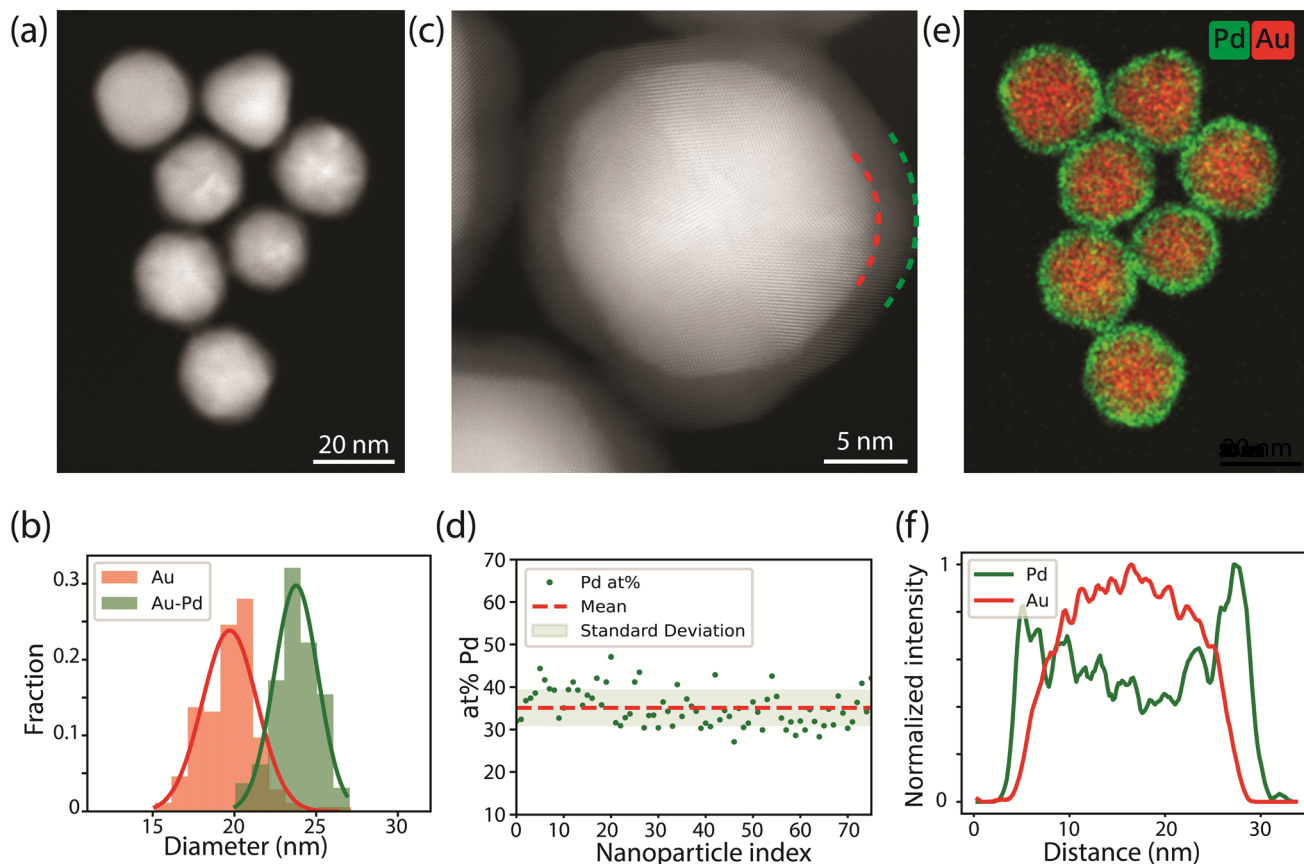 (a)
20 nm
(c)
5 nm
(e)
Pd Au
(b)
Au
Au-Pd
Fraction
0.3
0.2
0.1
0
15 20 25 30
Diameter (nm)
(d)
Pd at%
Mean
Standard Deviation
at% Pd
70
60
50
40
30
20
10
0 10 20 30 40 50 60 70
Nanoparticle index
(f)
Pd
Au
Normalized intensity
1
0
0 10 20 30
Distance (nm)